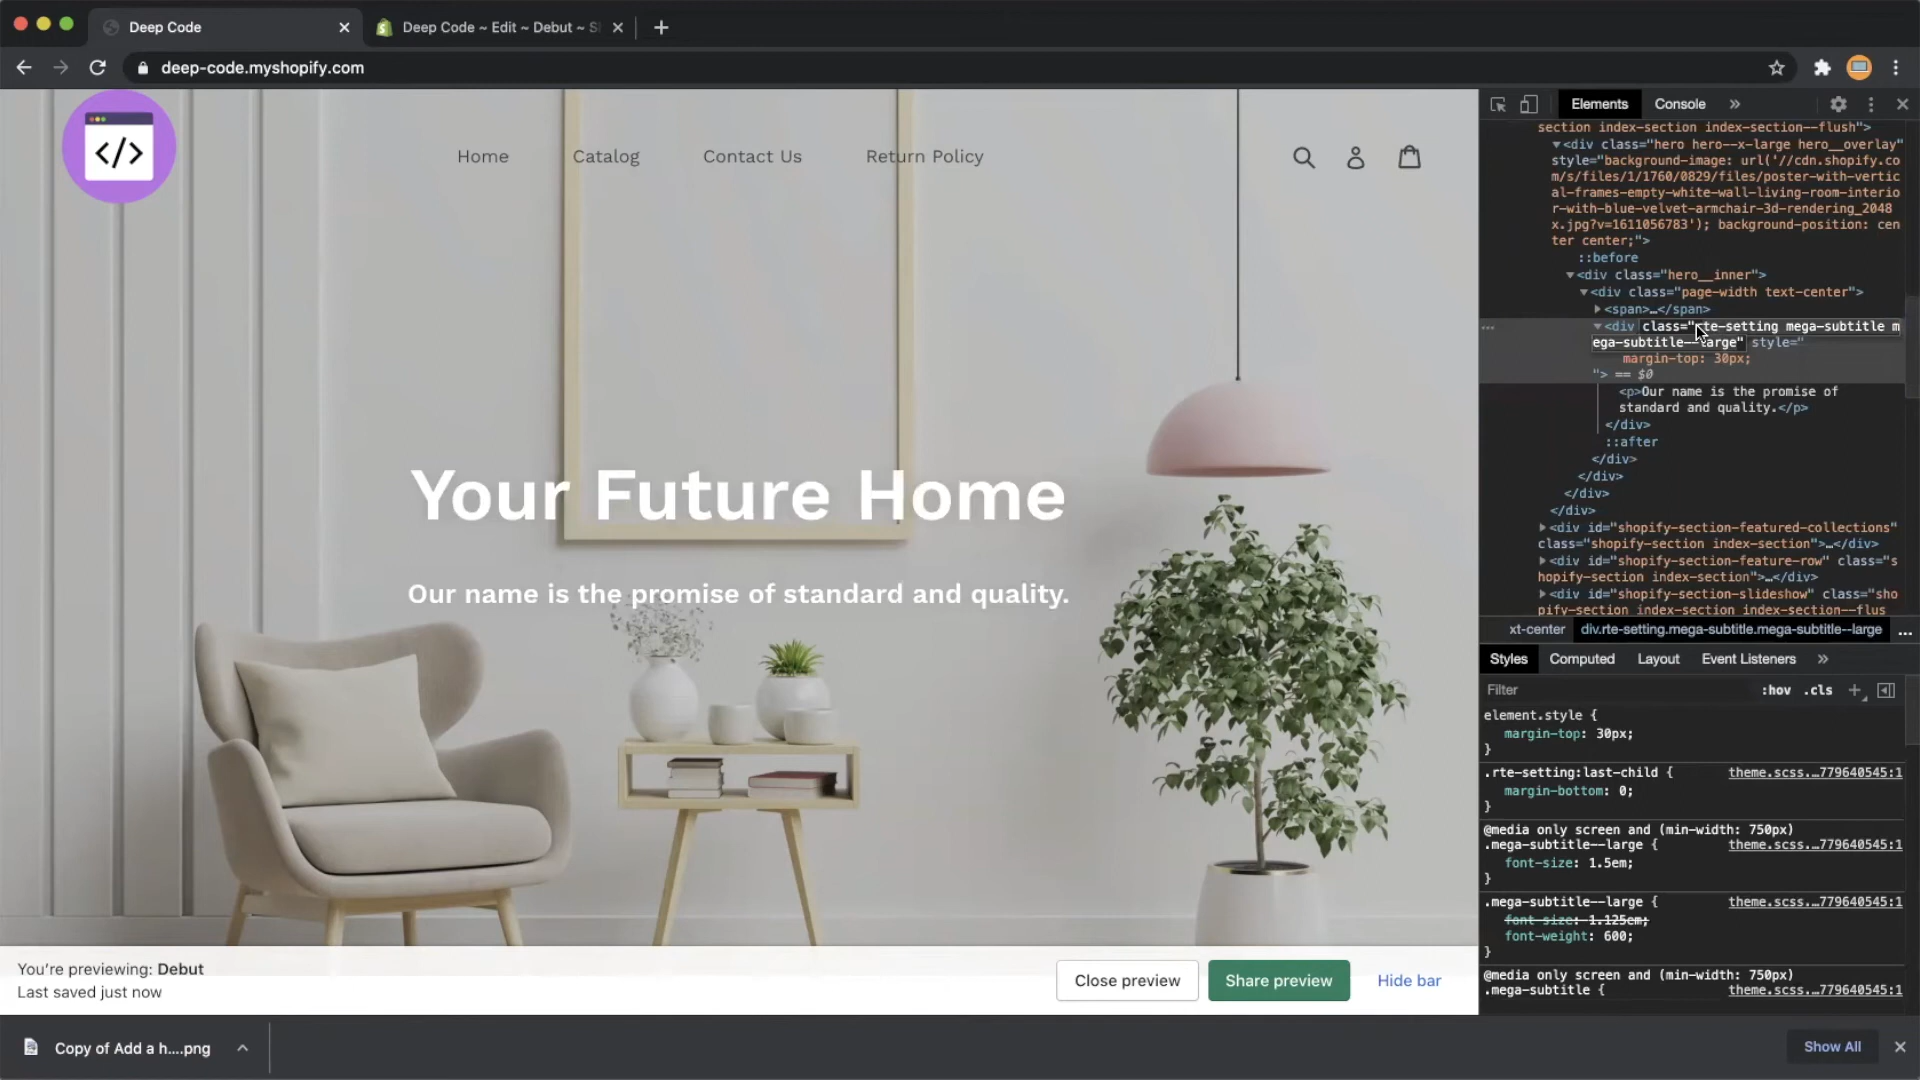 Deep Code
Deep Code ~ Edit ~ Debut ~ S
deep-code.myshopify.com
</>
Home
Catalog
Contact Us
Return Policy
Your Future Home
Our name is the promise of standard and quality.
You're previewing: Debut
Last saved just now
Close preview
Share preview
Hide bar
Elements
Console
»
section index-section index-section--flush">
▼<div class="hero hero--x-large hero__overlay"
style="background-image: url('//cdn.shopify.co
m/s/files/1/1760/0829/files/poster-with-vertic
al-frames-empty-white-wall-living-room-interio
r-with-blue-velvet-armchair-3d-rendering_2048
x.jpg?v=1611056783'); background-position: cen
ter center;">
::before
▼<div class="hero__inner">
▼<div class="page-width text-center">
▶<span>…</span>
▼<div class="rte-setting mega-subtitle m
ega-subtitle--large" style="
margin-top: 30px;
"> == $0
<p>Our name is the promise of
standard and quality.</p>
</div>
::after
</div>
</div>
</div>
</div>
▶<div id="shopify-section-featured-collections"
class="shopify-section index-section">…</div>
▶<div id="shopify-section-feature-row" class="s
hopify-section index-section">…</div>
▶<div id="shopify-section-slideshow" class="sho
pify-section index-section index-section--flus
xt-center
div.rte-setting.mega-subtitle.mega-subtitle--large
...
Styles
Computed
Layout
Event Listeners
»
Filter
:hov
.cls
+
element.style {
margin-top: 30px;
}
.rte-setting:last-child {
theme.scss.…779640545:1
margin-bottom: 0;
}
@media only screen and (min-width: 750px)
.mega-subtitle--large {
theme.scss.…779640545:1
font-size: 1.5em;
}
.mega-subtitle--large {
theme.scss.…779640545:1
font-size: 1.125em;
font-weight: 600;
}
@media only screen and (min-width: 750px)
.mega-subtitle {
theme.scss.…779640545:1
Copy of Add a h....png
Show All